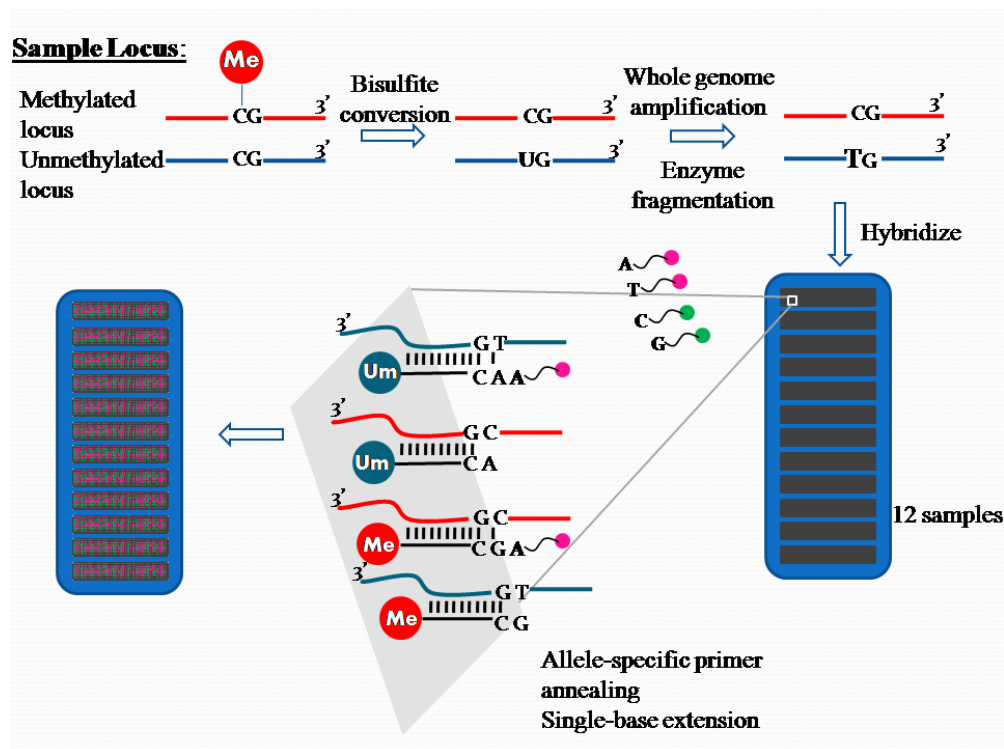 Sample Locus:
Me
Methylated
locus
CG
3’
Bisulfite
conversion
CG
3’
Whole genome
amplification
CG
3’
Unmethylated
locus
CG
3’
UG
3’
Enzyme
fragmentation
TG
3’
Hybridize
A
T
C
G
3’
GT
Um
CAA
3’
GC
Um
CA
3’
GC
Me
CGA
3’
GT
Me
CG
12 samples
Allele-specific primer
annealing
Single-base extension